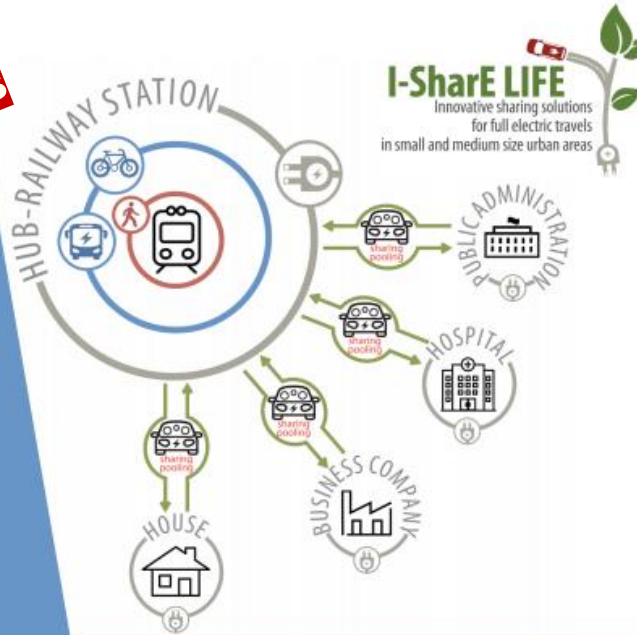 I-SharE LIFE
Innovative sharing solutions
for full electric travels
in small and medium size urban areas
HUB-RAILWAY STATION
sharing
pooling
PUBLIC ADMINISTRATION
sharing
pooling
HOSPITAL
sharing
pooling
BUSINESS COMPANY
sharing
pooling
HOUSE